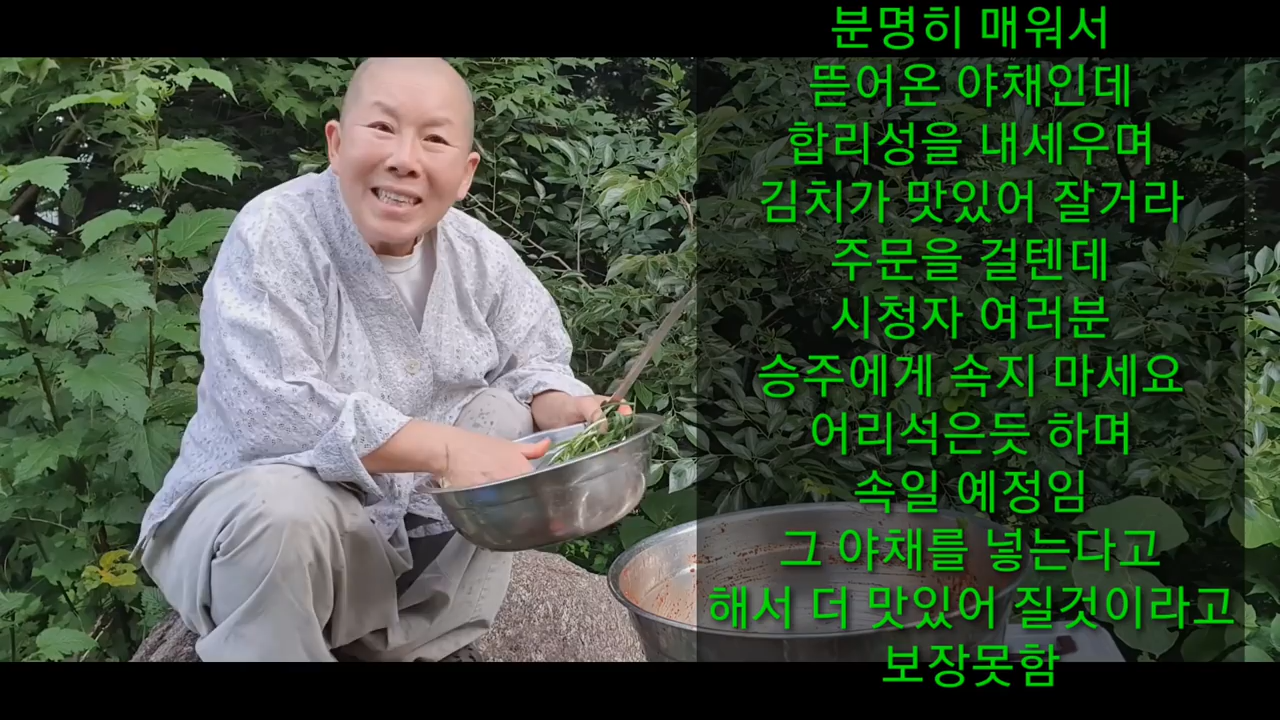 분명히 매워서
뜯어온 야채인데
합리성을 내세우며
김치가 맛있어 잘거라
주문을 걸텐데
시청자 여러분
승주에게 속지 마세요
어리석은듯 하며
속일 예정임
그 야채를 넣는다고
해서 더 맛있어 질것이라고
보장못함